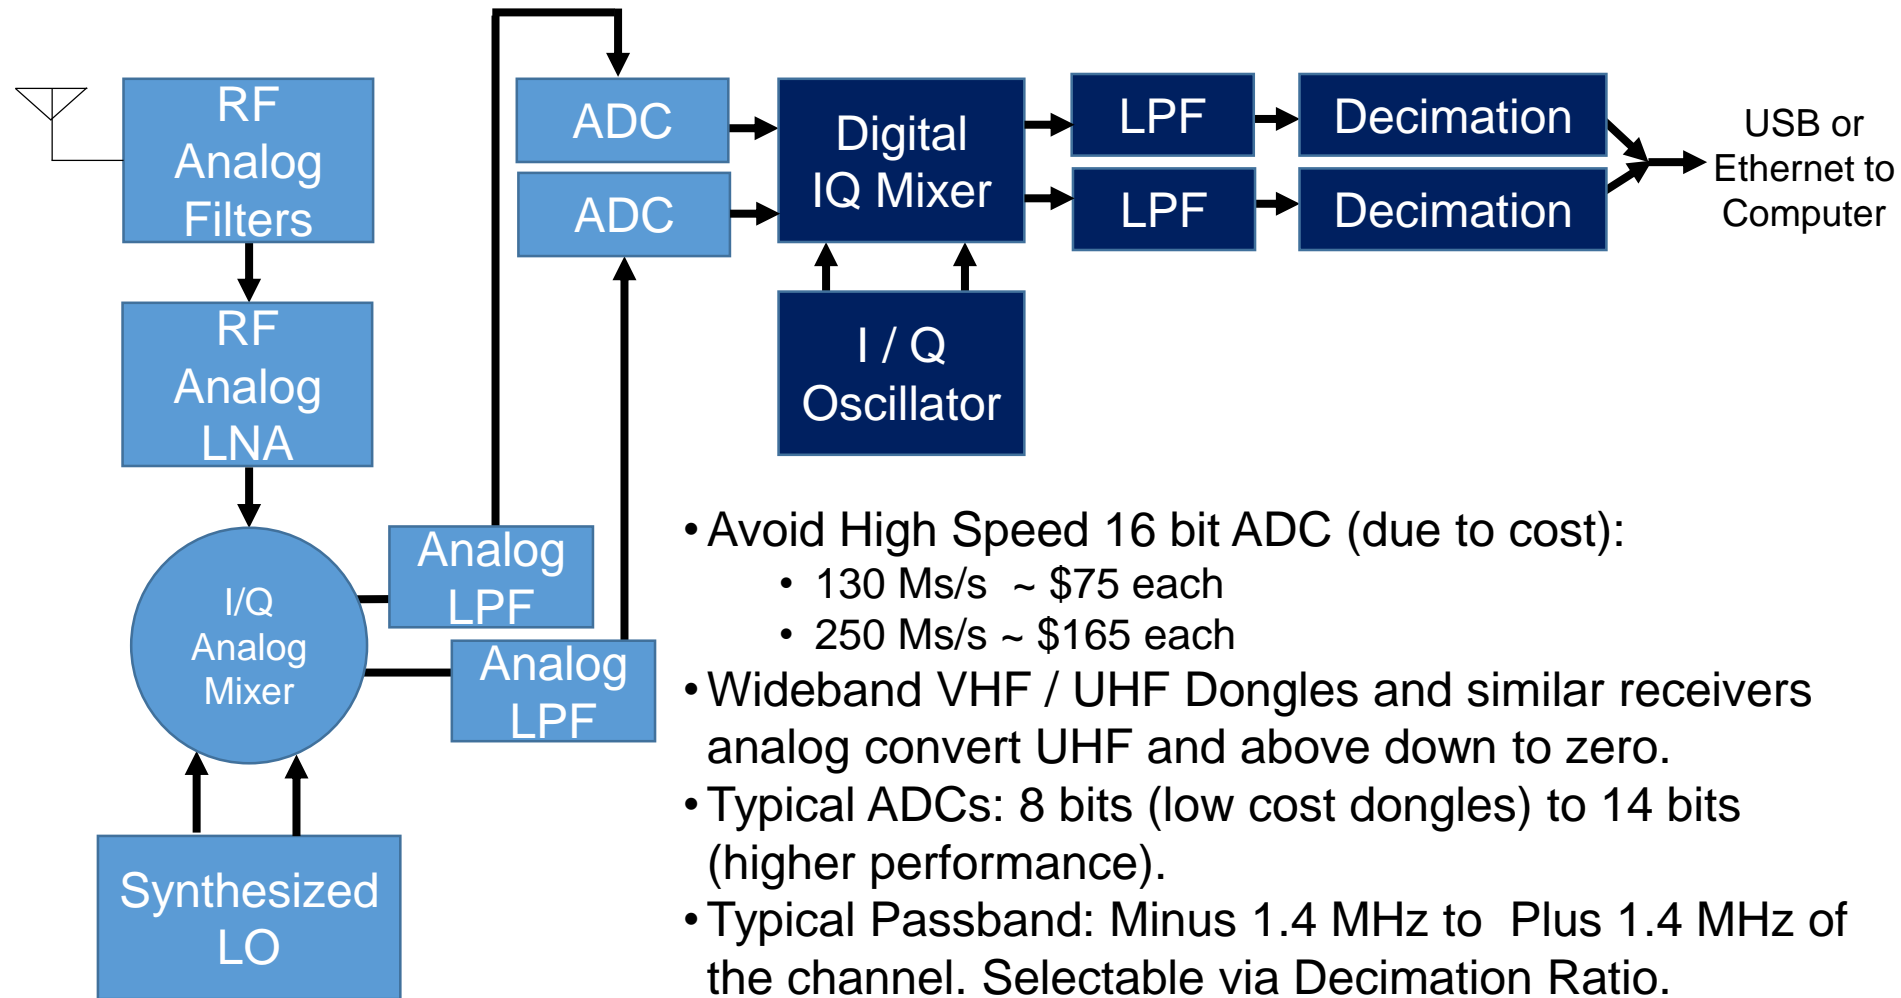 RF
Analog
Filters
RF
Analog
LNA
I/Q
Analog
Mixer
Synthesized
LO
Analog
LPF
Analog
LPF
ADC
ADC
Digital
IQ Mixer
I / Q
Oscillator
LPF
LPF
Decimation
Decimation
USB or
Ethernet to
Computer
• Avoid High Speed 16 bit ADC (due to cost):
• 130 Ms/s ~ $75 each
• 250 Ms/s ~ $165 each
• Wideband VHF / UHF Dongles and similar receivers
analog convert UHF and above down to zero.
• Typical ADCs: 8 bits (low cost dongles) to 14 bits
(higher performance).
• Typical Passband: Minus 1.4 MHz to Plus 1.4 MHz of
the channel. Selectable via Decimation Ratio.